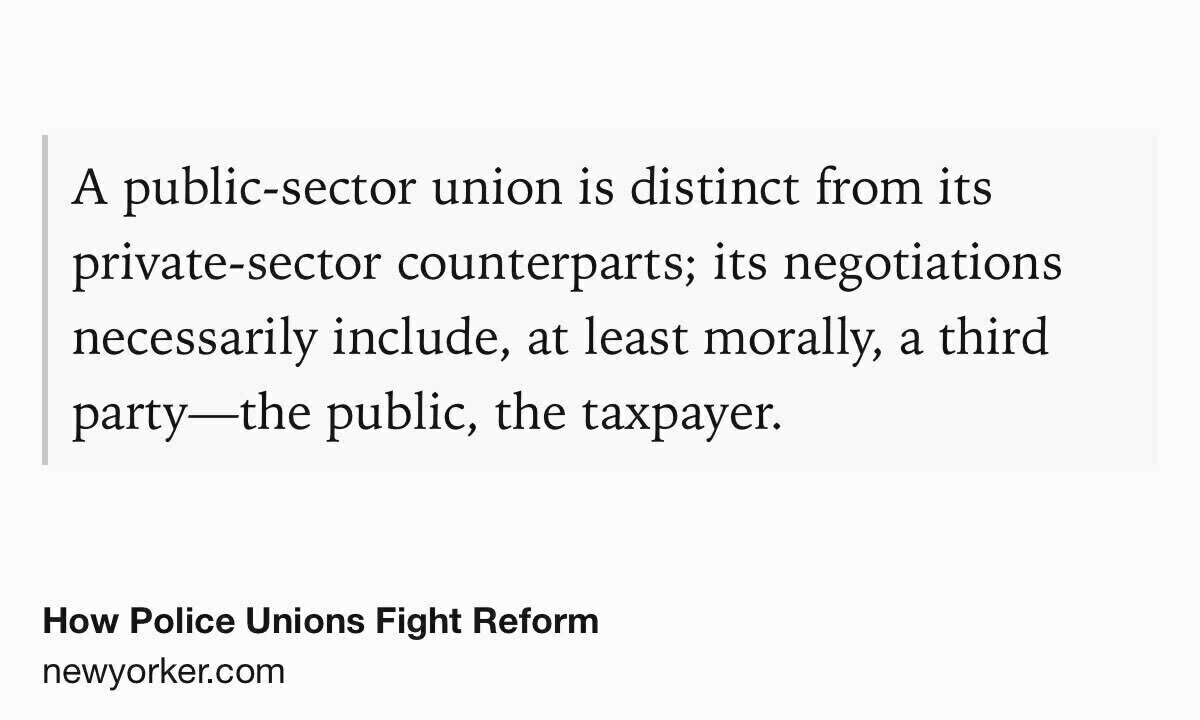 A public-sector union is distinct from its
private-sector counterparts; its negotiations
necessarily include, at least morally, a third
party—the public, the taxpayer.
How Police Unions Fight Reform
newyorker.com